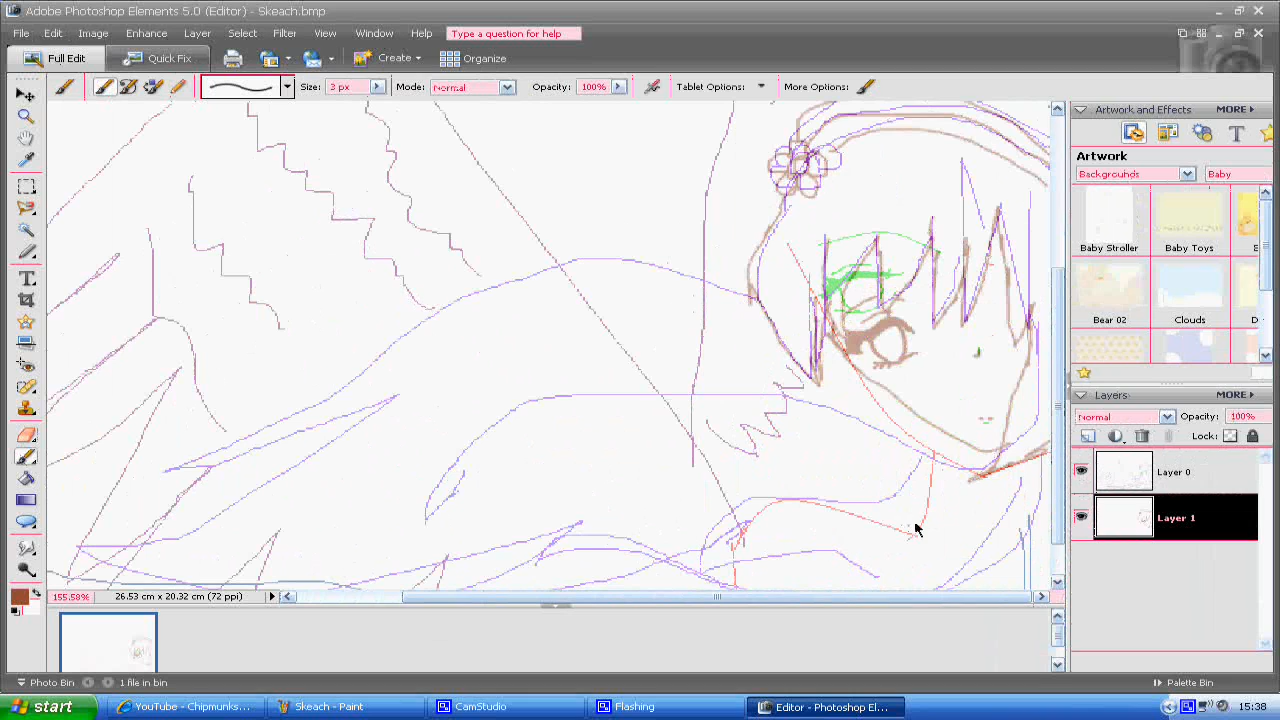 Adobe Photoshop Elements 5.0 (Editor) - Skeach.bmp
File Edit Image Enhance Layer Select Filter View Window Help Type a question for help
Full Edit Quick Fix Create Organize
Size: 3 px Mode: Normal Opacity: 100% Tablet Options: More Options:
Artwork and Effects MORE
Artwork
Backgrounds Baby
Baby Stroller Baby Toys
Bear 02 Clouds
Layers MORE
Normal Opacity: 100%
Lock:
Layer 0
Layer 1
155.58% 26.53 cm x 20.32 cm (72 ppi)
Photo Bin 1 file in bin Palette Bin
start YouTube - Chipmunks... Skeach - Paint CamStudio Flashing Editor - Photoshop El... 15:38